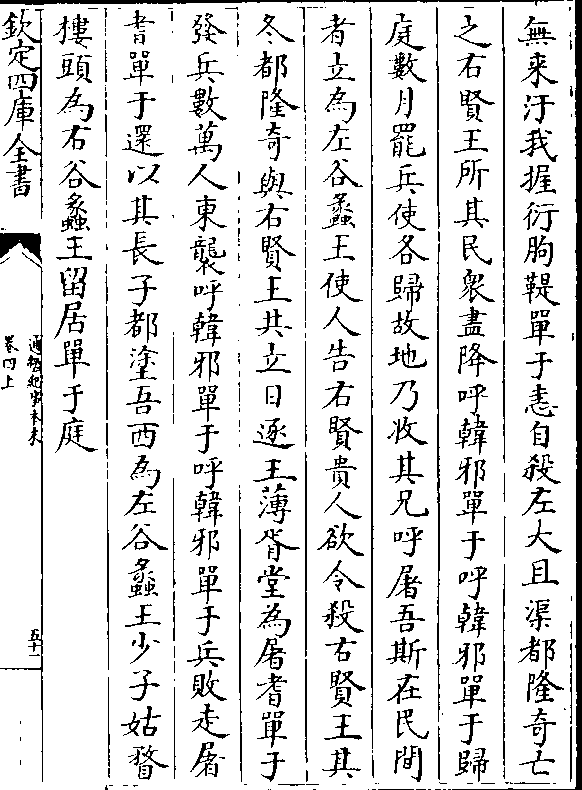 無来汙我握衍朐鞮單于恚自殺左大且渠都隆竒亡
之右賢王所其民衆盡降呼韓邪單于呼韓邪單于歸
庭數月罷兵使各歸故地乃收其兄呼屠吾斯在民間
者立為左谷蠡王使人告右賢貴人欲令殺右賢王其
冬都隆竒與右賢王共立日逐王薄胥堂為屠耆單于
發兵數萬人東襲呼韓邪單于呼韓邪單于兵敗走屠
耆單于還以其長子都塗吾西為左谷蠡王少子姑瞀
樓頭為右谷蠡王留居單于庭
欽定四庫全書
通鑑紀事本末
卷四上
五十一